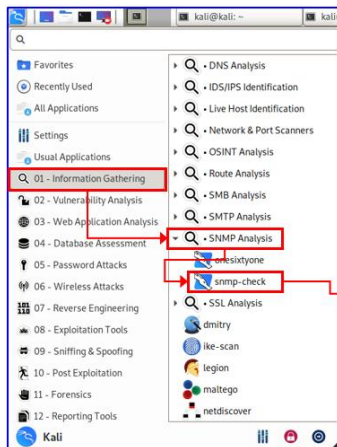 kali@kali: ~
kali
Favorites
Recently Used
All Applications
Settings
Usual Applications
01 - Information Gathering
02 - Vulnerability Analysis
03 - Web Application Analysis
04 - Database Assessment
05 - Password Attacks
06 - Wireless Attacks
07 - Reverse Engineering
08 - Exploitation Tools
09 - Sniffing & Spoofing
10 - Post Exploitation
11 - Forensics
12 - Reporting Tools
Kali
• DNS Analysis
• IDS/IPS Identification
• Live Host Identification
• Network & Port Scanners
• OSINT Analysis
• Route Analysis
• SMB Analysis
• SMTP Analysis
• SNMP Analysis
onesixtyone
snmp-check
• SSL Analysis
dmitry
ike-scan
legion
maltego
netdiscover